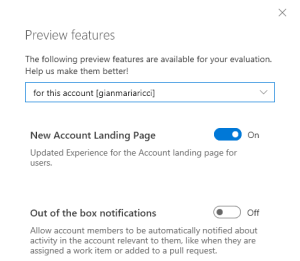 Preview features
The following preview features are available for your evaluation.
Help us make them better!
for this account [gianmariaricci]
New Account Landing Page
On
Updated Experience for the Account landing page for
users.
Out of the box notifications
Off
Allow account members to be automatically notified about
activity in the account relevant to them, like when they are
assigned a work item or added to a pull request.